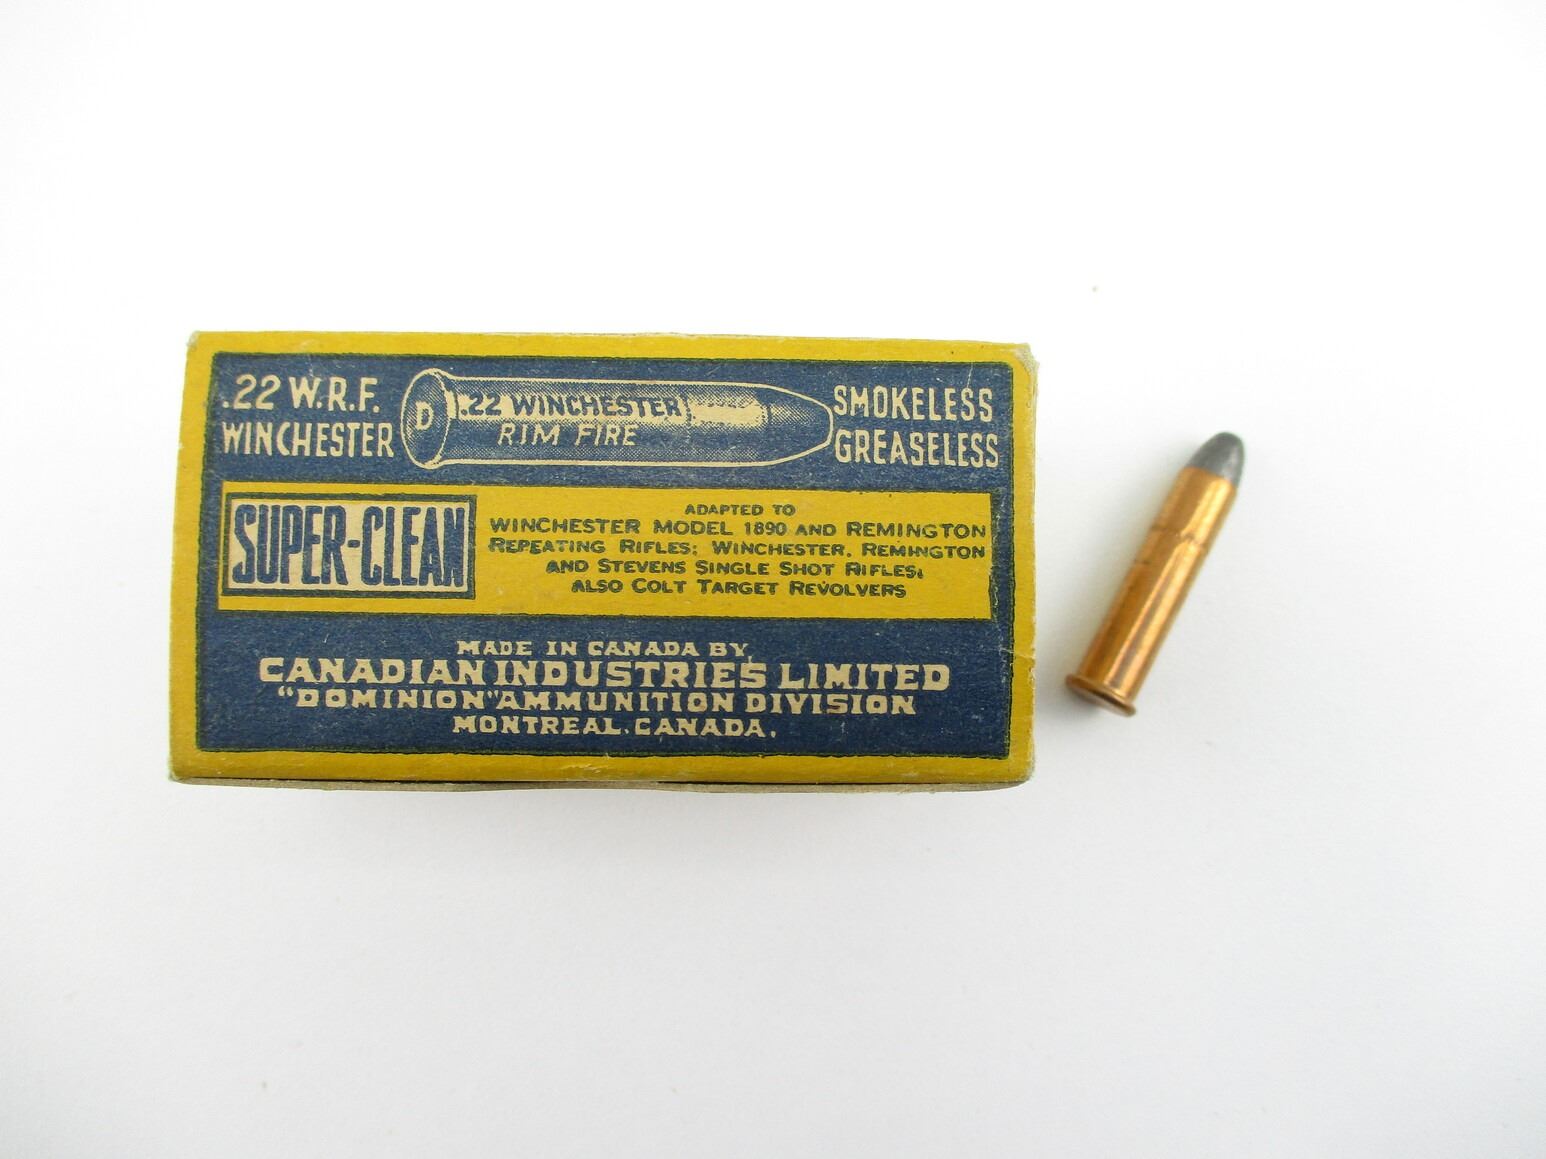 .22 W.R.F.
WINCHESTER
D
.22 WINCHESTER
RIM FIRE
SMOKELESS
GREASELESS
SUPER-CLEAN
ADAPTED TO
WINCHESTER MODEL 1890 AND REMINGTON
REPEATING RIFLES; WINCHESTER, REMINGTON
AND STEVENS SINGLE SHOT RIFLES;
ALSO COLT TARGET REVOLVERS
MADE IN CANADA BY
CANADIAN INDUSTRIES LIMITED
"DOMINION" AMMUNITION DIVISION
MONTREAL, CANADA.